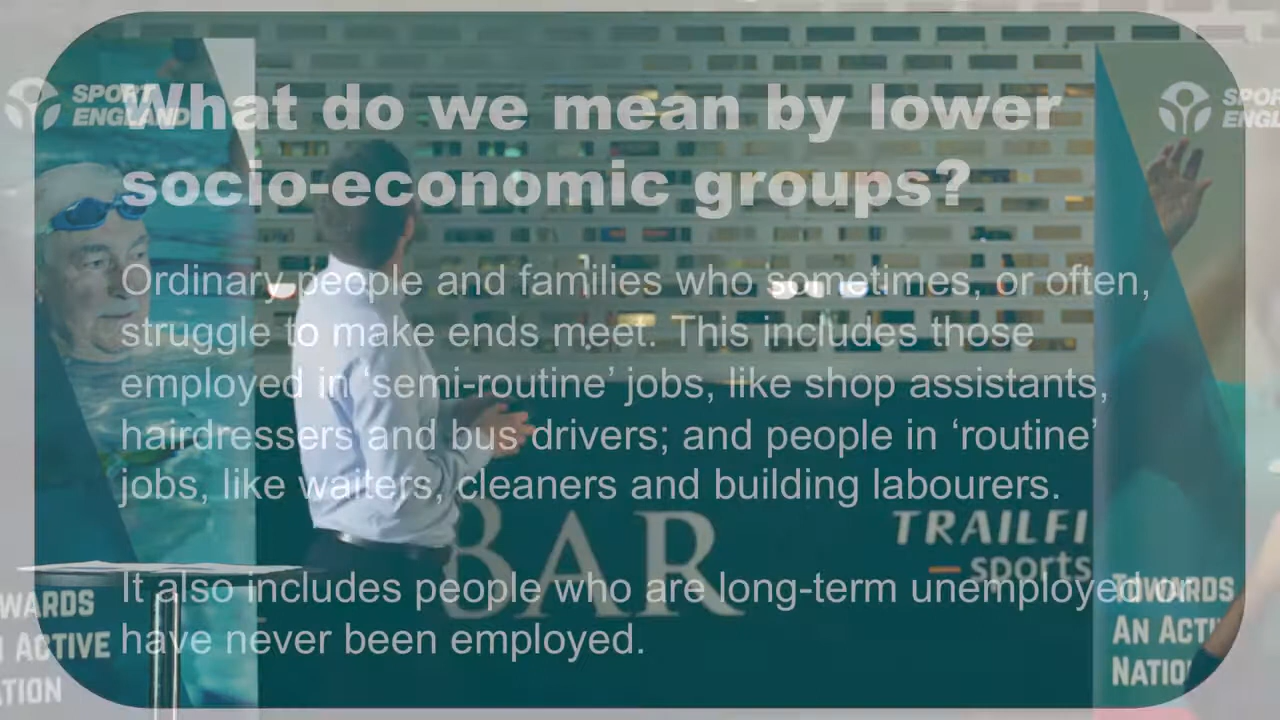 SPORT
ENGLAND
What do we mean by lower
socio-economic groups?
Ordinary people and families who sometimes, or often,
struggle to make ends meet. This includes those
employed in ‘semi-routine’ jobs, like shop assistants,
hairdressers and bus drivers; and people in ‘routine’
jobs, like waiters, cleaners and building labourers.
It also includes people who are long-term unemployed or
have never been employed.
SPOR
ENGL
BAR
TRAILFI
sports
WARDS
N ACTIVE
ATION
TOWARDS
AN ACTI
NATIO